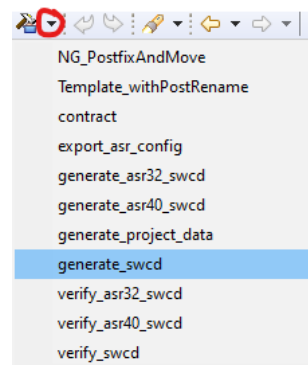 NG_PostfixAndMove
Template_withPostRename
contract
export_asr_config
generate_asr32_swcd
generate_asr40_swcd
generate_project_data
generate_swcd
verify_asr32_swcd
verify_asr40_swcd
verify_swcd